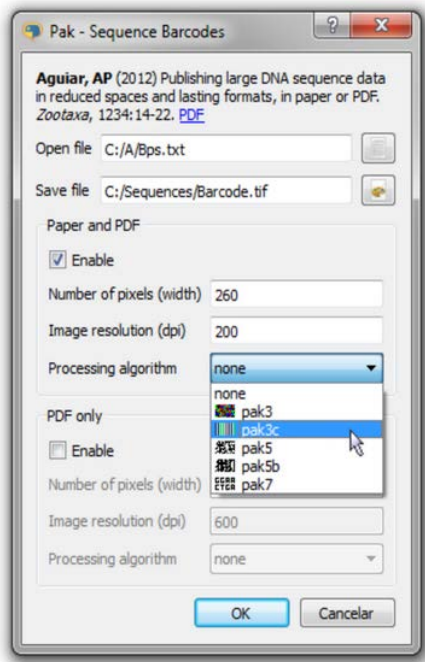 Pak - Sequence Barcodes
Aguiar, AP (2012) Publishing large DNA sequence data
in reduced spaces and lasting formats, in paper or PDF.
Zootaxa, 1234:14-22. PDF
Open file C:/A/Bps.txt
Save file C:/Sequences/Barcode.tif
Paper and PDF
Enable
Number of pixels (width) 260
Image resolution (dpi) 200
Processing algorithm none
none
pak3
pak3c
pak5
pak5b
pak7
PDF only
Enable
Number of pixels (width)
Image resolution (dpi) 600
Processing algorithm none
OK Cancelar